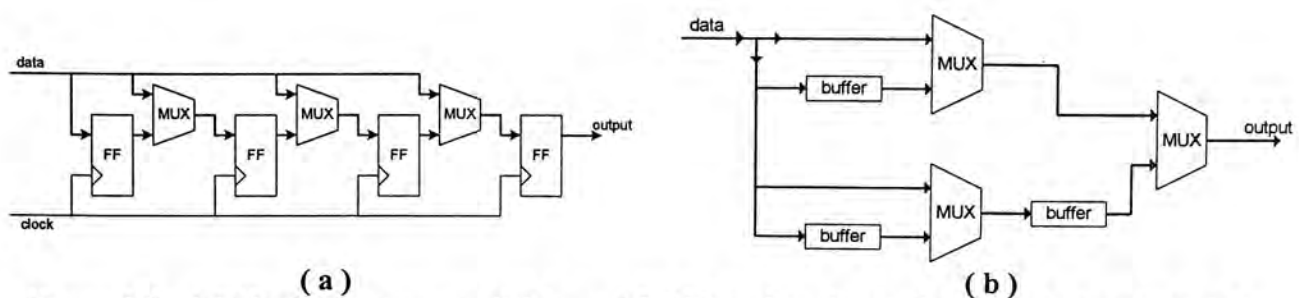 data
MUX
MUX
MUX
FF
FF
FF
FF
output
clock
( a )
data
MUX
buffer
MUX
output
MUX
buffer
buffer
( b )